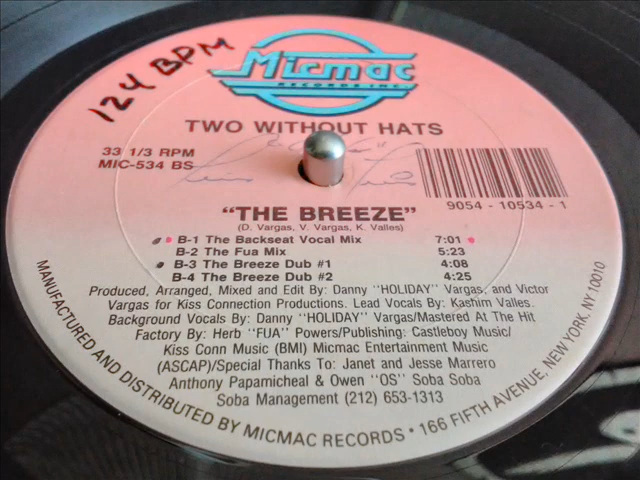 124 BPM
Micmac
RECORDS INC.
TWO WITHOUT HATS
33 1/3 RPM
MIC-534 BS
9054 - 10534 - 1
"THE BREEZE"
(D. Vargas, V. Vargas, K. Valles)
B-1 The Backseat Vocal Mix 7:01
B-2 The Fua Mix 5:23
B-3 The Breeze Dub #1 4:08
B-4 The Breeze Dub #2 4:25
Produced, Arranged, Mixed and Edit By: Danny "HOLIDAY" Vargas, and Victor
Vargas for Kiss Connection Productions. Lead Vocals By: Kashim Valles.
Background Vocals By: Danny "HOLIDAY" Vargas/Mastered At The Hit
Factory By: Herb "FUA" Powers/Publishing: Castleboy Music/
Kiss Conn Music (BMI) Micmac Entertainment Music
(ASCAP)/Special Thanks To: Janet and Jesse Marrero
Anthony Papamicheal & Owen "OS" Soba Soba
Soba Management (212) 653-1313
MANUFACTURED AND DISTRIBUTED BY MICMAC RECORDS • 166 FIFTH AVENUE, NEW YORK, NY 10010